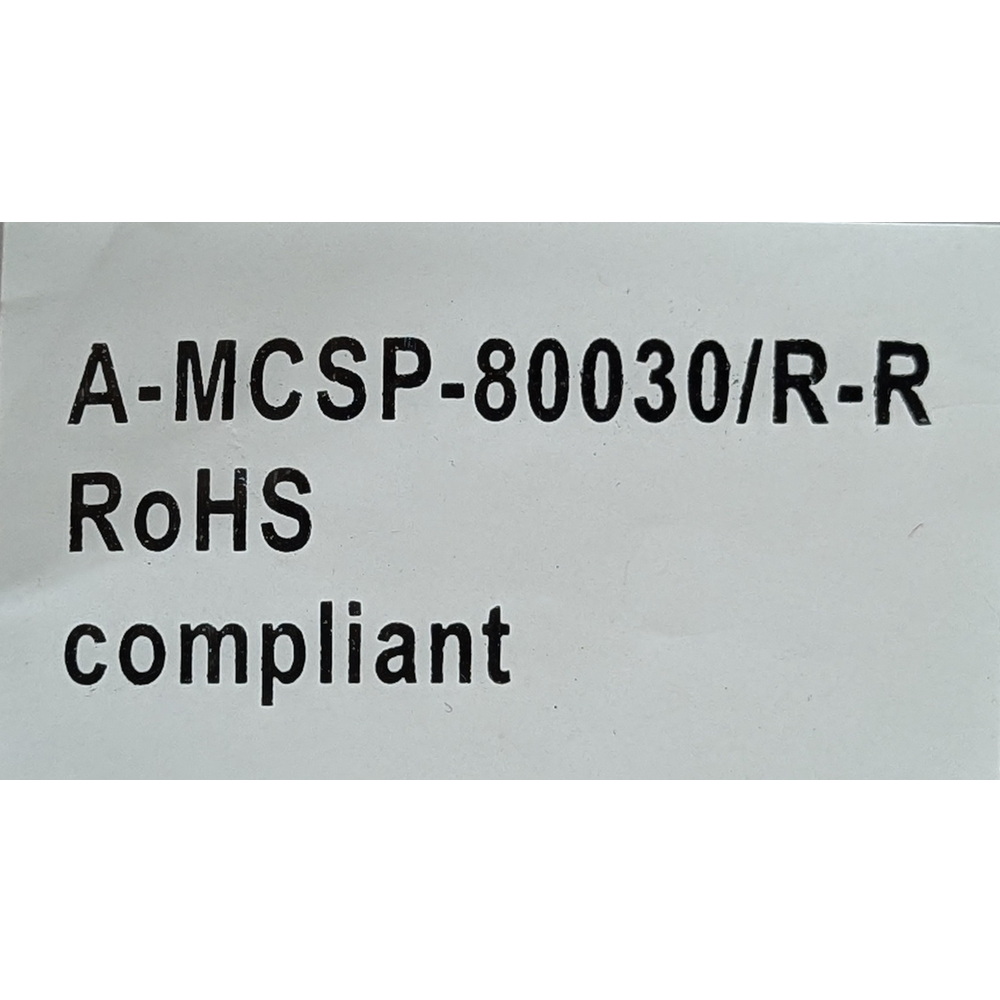 A-MCSP-80030/R-R
RoHS
compliant